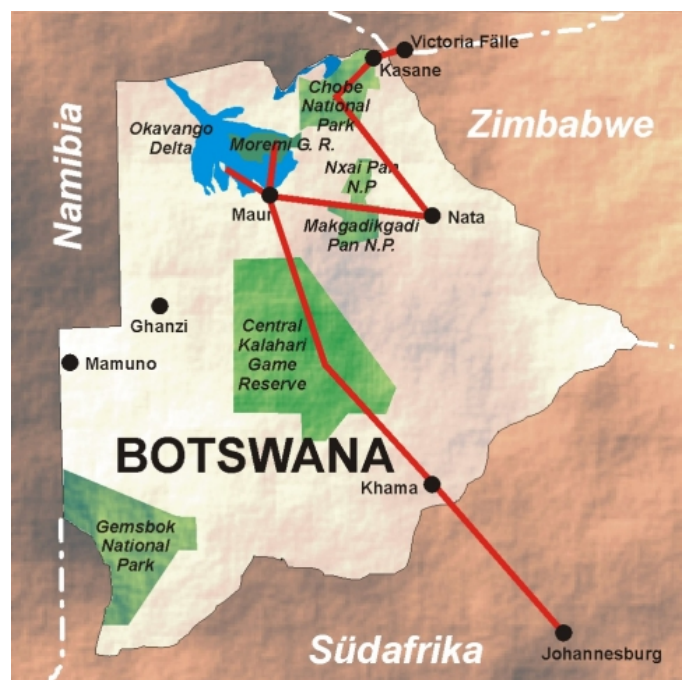 Victoria Fälle
Kasane
Chobe
National
Park
Zimbabwe
Namibia
Okavango
Delta
Moremi G. R.
Nxai Pan
N.P
Maun
Nata
Makgadikgadi
Pan N.P.
Ghanzi
Central
Kalahari
Game
Reserve
Mamuno
BOTSWANA
Khama
Gemsbok
National
Park
Südafrika
Johannesburg